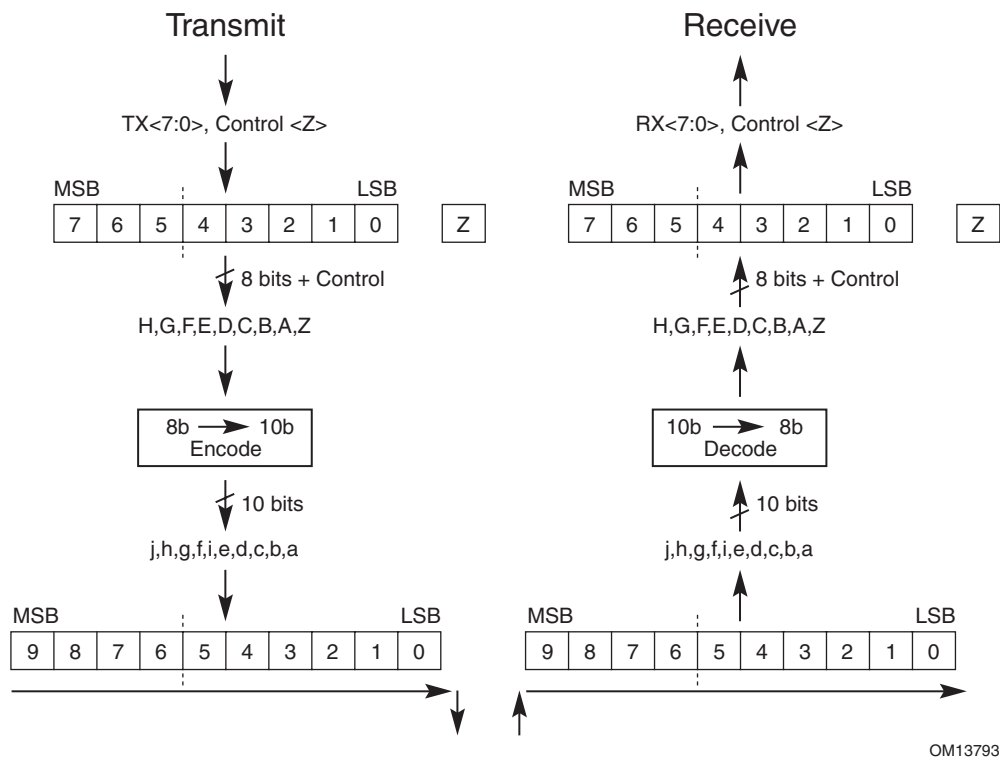 Transmit
Receive
TX<7:0>, Control <Z>
RX<7:0>, Control <Z>
MSB LSB
MSB LSB
7 6 5 4 3 2 1 0 Z
7 6 5 4 3 2 1 0 Z
8 bits + Control
8 bits + Control
H,G,F,E,D,C,B,A,Z
H,G,F,E,D,C,B,A,Z
8b 10b
Encode
10b 8b
Decode
10 bits
10 bits
j,h,g,f,i,e,d,c,b,a
j,h,g,f,i,e,d,c,b,a
MSB LSB
MSB LSB
9 8 7 6 5 4 3 2 1 0
9 8 7 6 5 4 3 2 1 0
OM13793